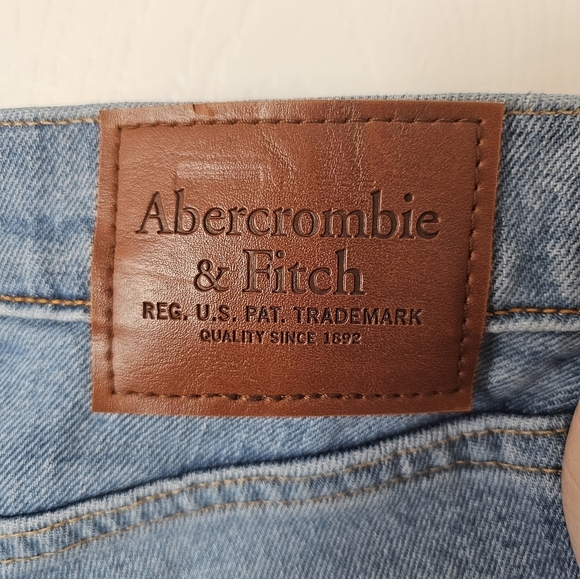 Abercrombie
& Fitch
REG. U.S. PAT. TRADEMARK
QUALITY SINCE 1892